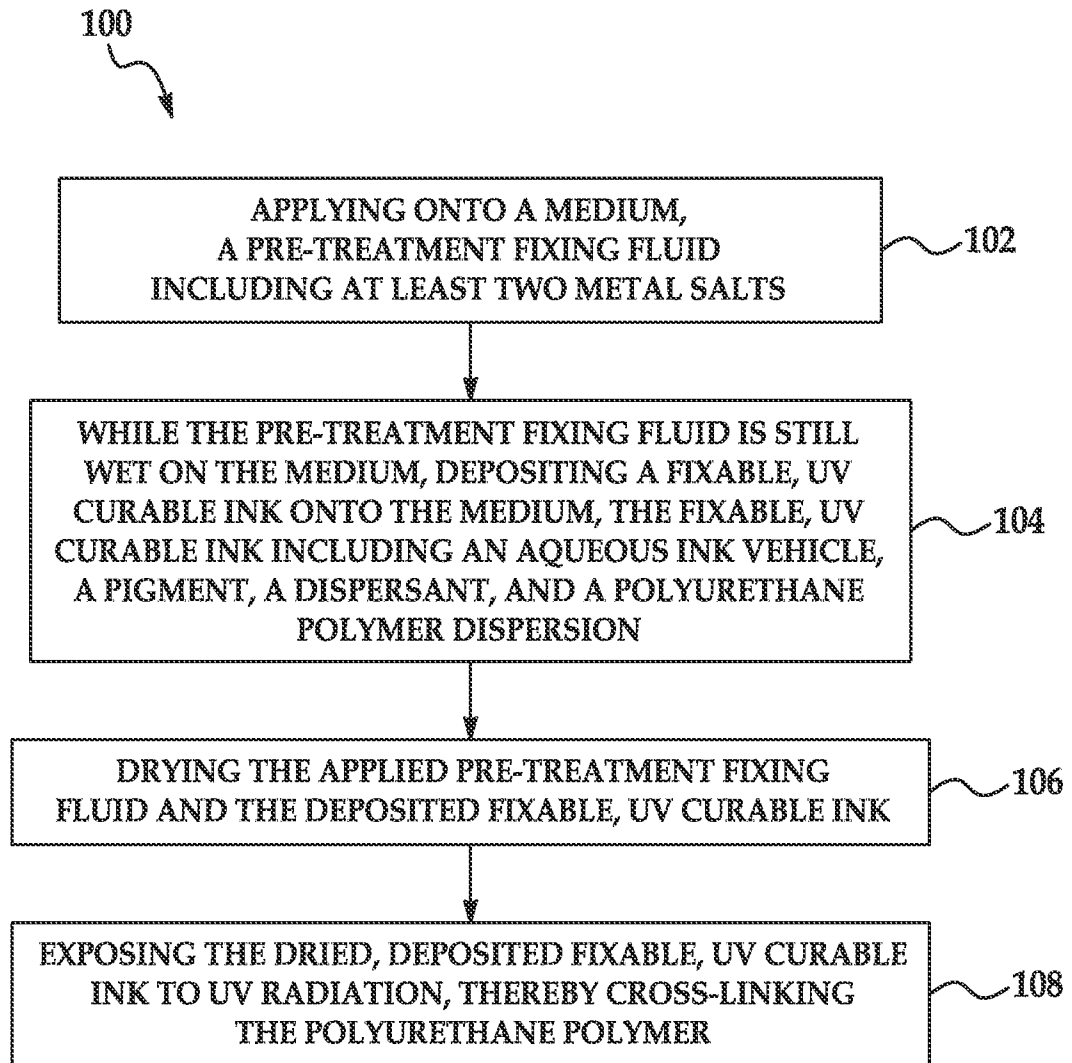 100
APPLYING ONTO A MEDIUM,
A PRE-TREATMENT FIXING FLUID
INCLUDING AT LEAST TWO METAL SALTS
102
WHILE THE PRE-TREATMENT FIXING FLUID IS STILL
WET ON THE MEDIUM, DEPOSITING A FIXABLE, UV
CURABLE INK ONTO THE MEDIUM, THE FIXABLE, UV
CURABLE INK INCLUDING AN AQUEOUS INK VEHICLE,
A PIGMENT, A DISPERSANT, AND A POLYURETHANE
POLYMER DISPERSION
104
DRYING THE APPLIED PRE-TREATMENT FIXING
FLUID AND THE DEPOSITED FIXABLE, UV CURABLE INK
106
EXPOSING THE DRIED, DEPOSITED FIXABLE, UV CURABLE
INK TO UV RADIATION, THEREBY CROSS-LINKING
THE POLYURETHANE POLYMER
108